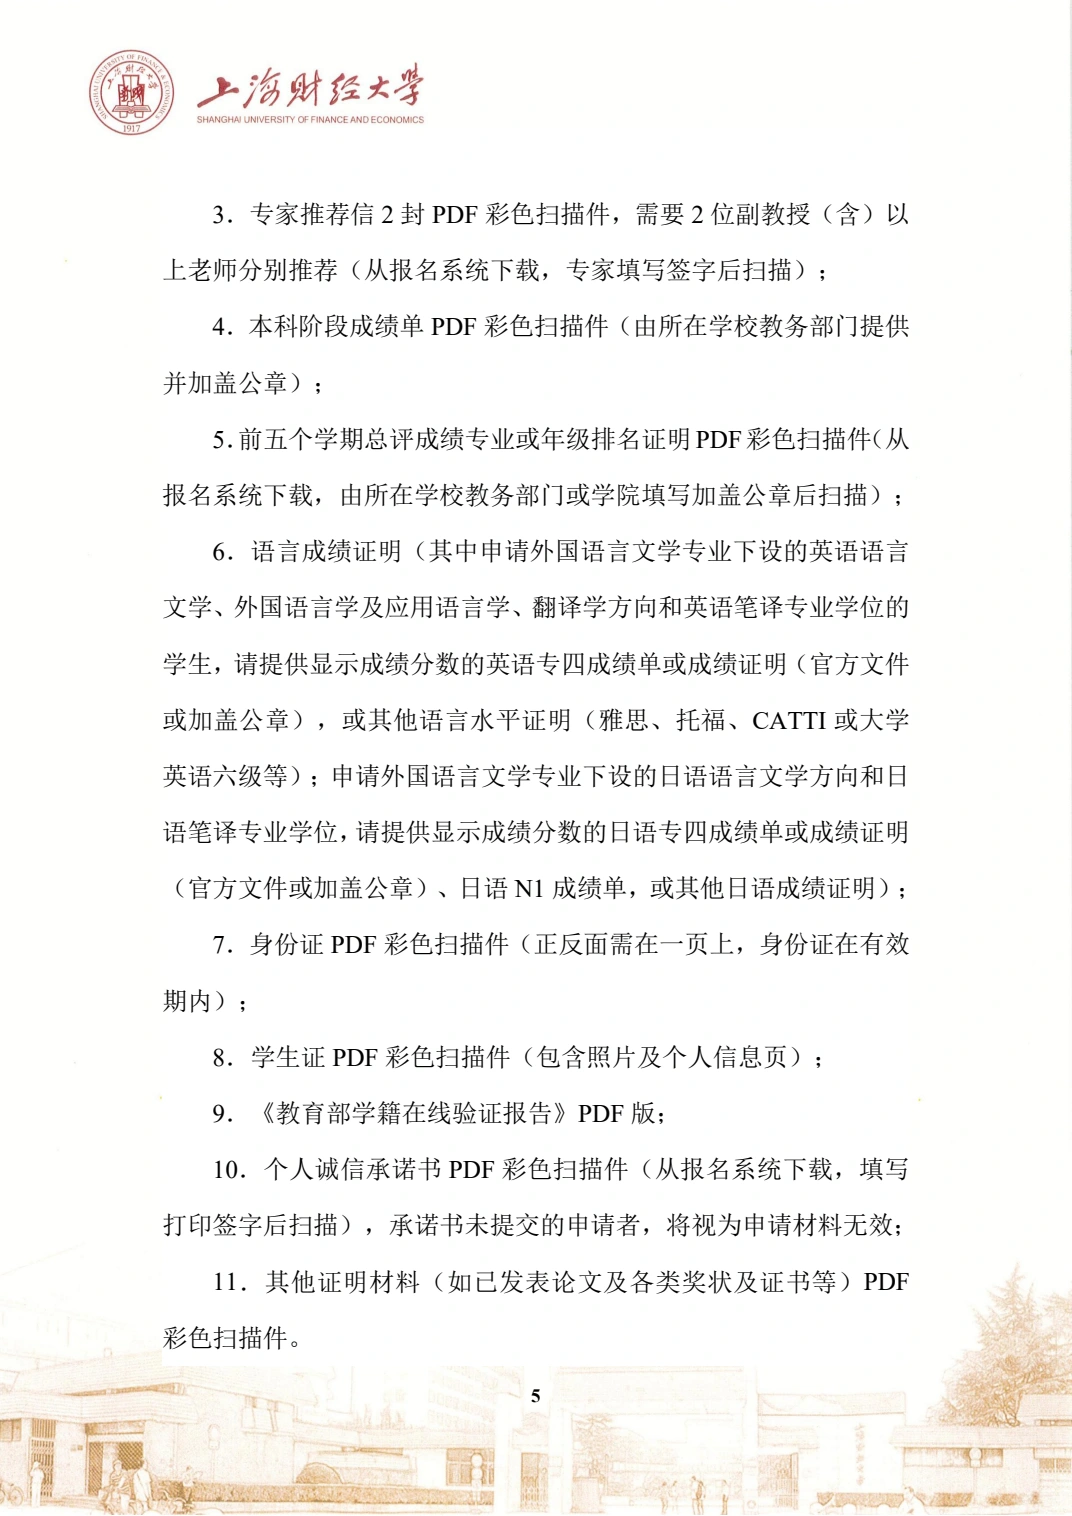 上海财经大学
SHANGHAI UNIVERSITY OF FINANCE AND ECONOMICS
1917
3．专家推荐信 2 封 PDF 彩色扫描件，需要 2 位副教授（含）以
上老师分别推荐（从报名系统下载，专家填写签字后扫描）；
4．本科阶段成绩单 PDF 彩色扫描件（由所在学校教务部门提供
并加盖公章）；
5．前五个学期总评成绩专业或年级排名证明 PDF 彩色扫描件（从
报名系统下载，由所在学校教务部门或学院填写加盖公章后扫描）；
6．语言成绩证明（其中申请外国语言文学专业下设的英语语言
文学、外国语言学及应用语言学、翻译学方向和英语笔译专业学位的
学生，请提供显示成绩分数的英语专四成绩单或成绩证明（官方文件
或加盖公章），或其他语言水平证明（雅思、托福、CATTI 或大学
英语六级等）；申请外国语言文学专业下设的日语语言文学方向和日
语笔译专业学位，请提供显示成绩分数的日语专四成绩单或成绩证明
（官方文件或加盖公章）、日语 N1 成绩单，或其他日语成绩证明）；
7．身份证 PDF 彩色扫描件（正反面需在一页上，身份证在有效
期内）；
8．学生证 PDF 彩色扫描件（包含照片及个人信息页）；
9．《教育部学籍在线验证报告》PDF 版；
10．个人诚信承诺书 PDF 彩色扫描件（从报名系统下载，填写
打印签字后扫描），承诺书未提交的申请者，将视为申请材料无效；
11．其他证明材料（如已发表论文及各类奖状及证书等）PDF
彩色扫描件。
5